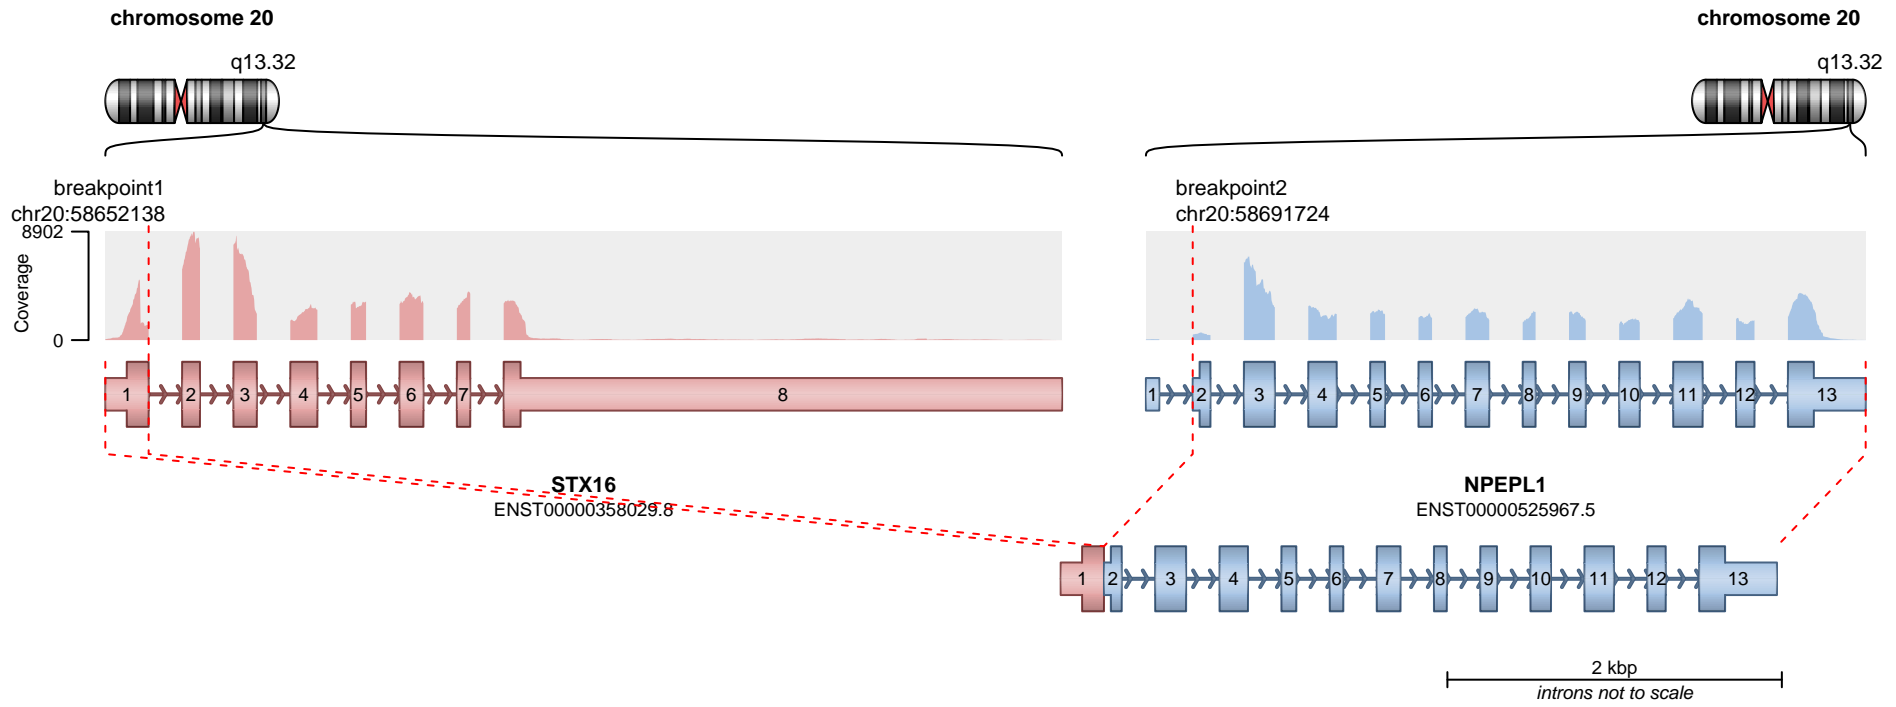 chromosome 20
chromosome 20
q13.32
q13.32
breakpoint1
chr20:58652138
breakpoint2
chr20:58691724
8902
Coverage
0
1 2 3 4 5 6 7 8
1 2 3 4 5 6 7 8 9 10 11 12 13
STX16
ENST00000358029.8
NPEPL1
ENST00000525967.5
1 2 3 4 5 6 7 8 9 10 11 12 13
2 kbp
introns not to scale